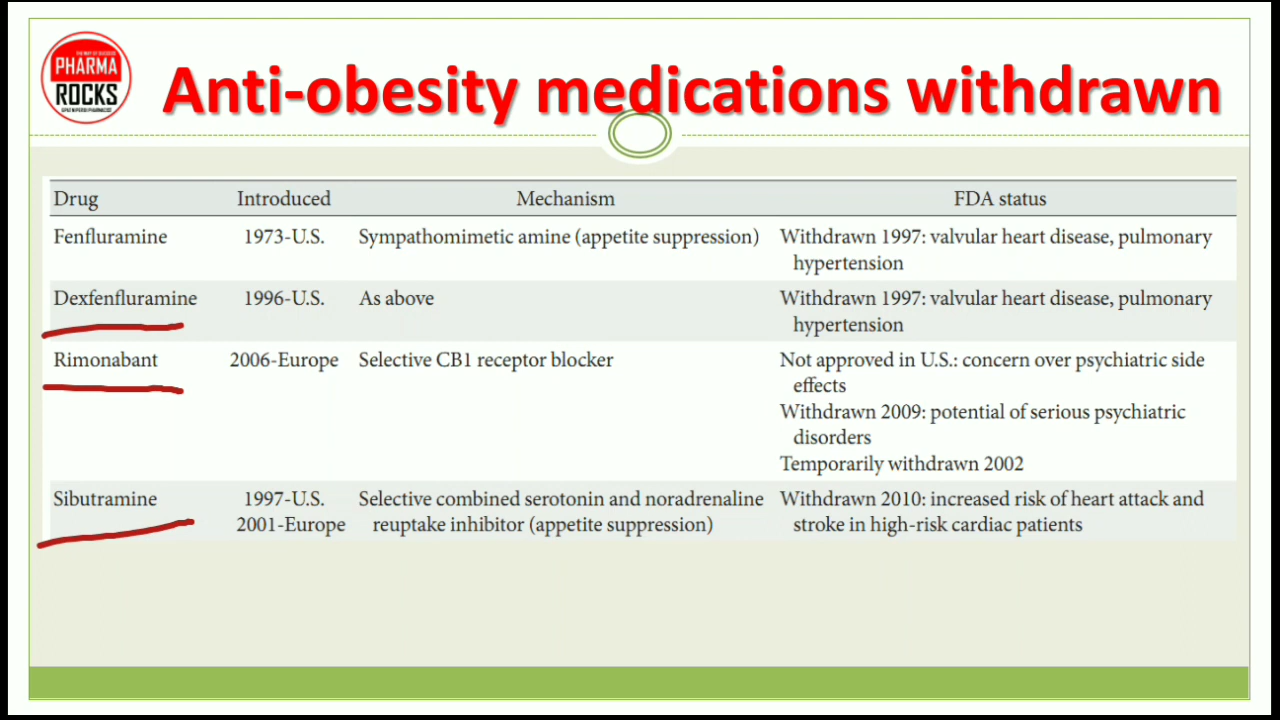 PHARMA
ROCKS
Anti-obesity medications withdrawn
Drug Introduced Mechanism FDA status
Fenfluramine 1973-U.S. Sympathomimetic amine (appetite suppression) Withdrawn 1997: valvular heart disease, pulmonary
hypertension
Dexfenfluramine 1996-U.S. As above Withdrawn 1997: valvular heart disease, pulmonary
hypertension
Rimonabant 2006-Europe Selective CB1 receptor blocker Not approved in U.S.: concern over psychiatric side
effects
Withdrawn 2009: potential of serious psychiatric
disorders
Temporarily withdrawn 2002
Sibutramine 1997-U.S. Selective combined serotonin and noradrenaline Withdrawn 2010: increased risk of heart attack and
2001-Europe reuptake inhibitor (appetite suppression) stroke in high-risk cardiac patients